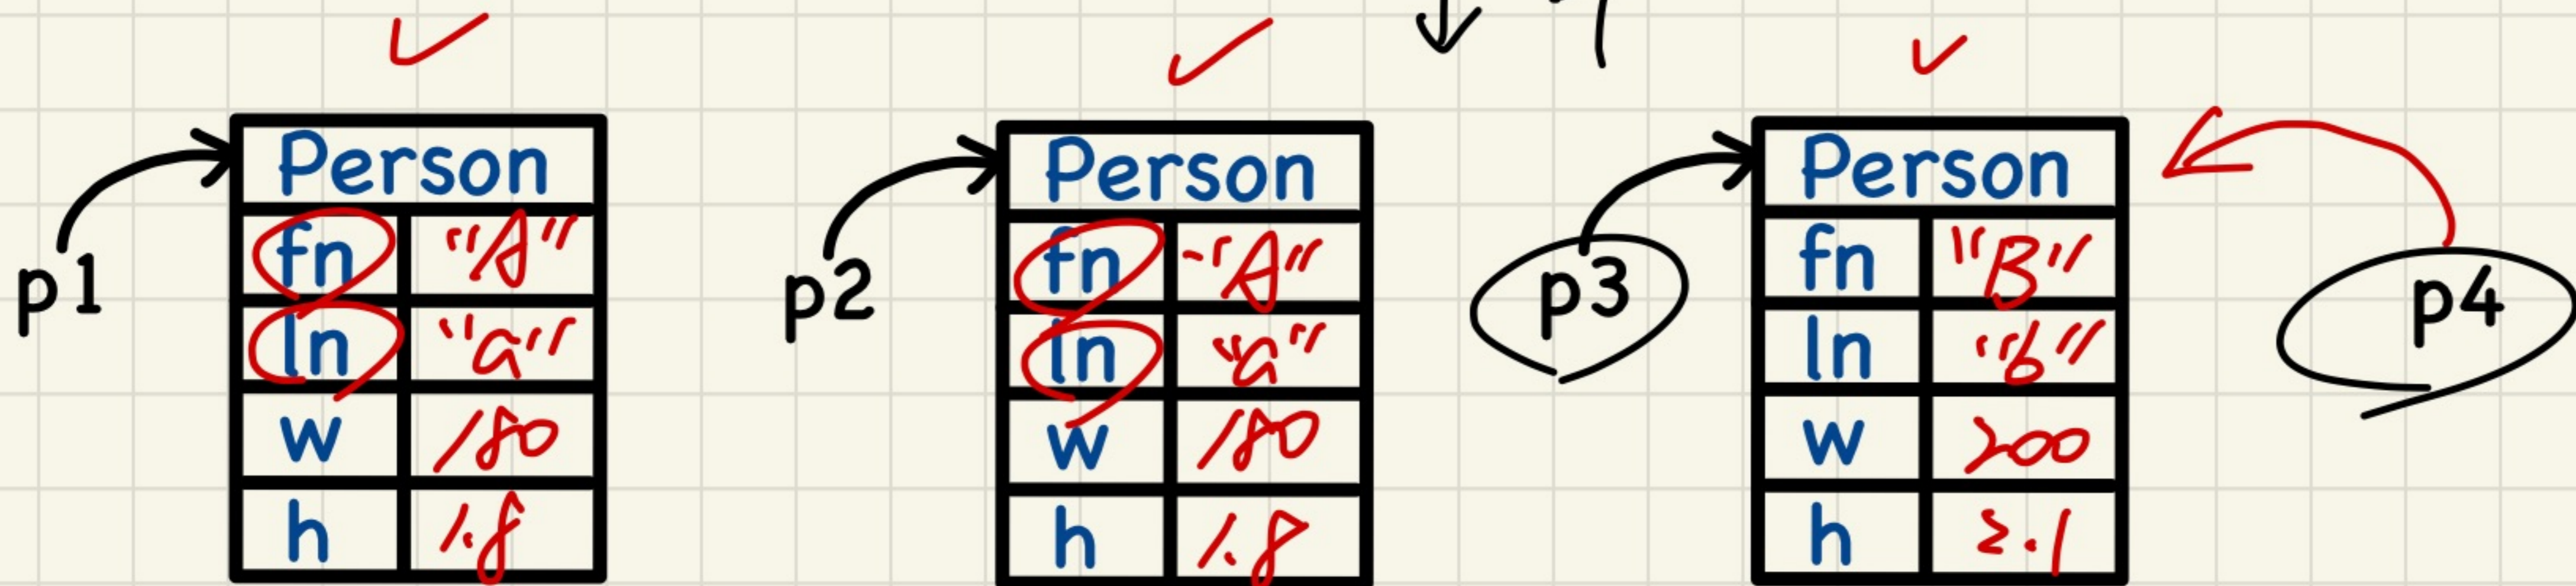 Person Person Person
fn "A" fn "A" fn "B"
p1 p2 p3 p4
ln "a" ln "a" ln "b"
w 180 w 180 w 200
h 1.8 h 1.8 h 2.1